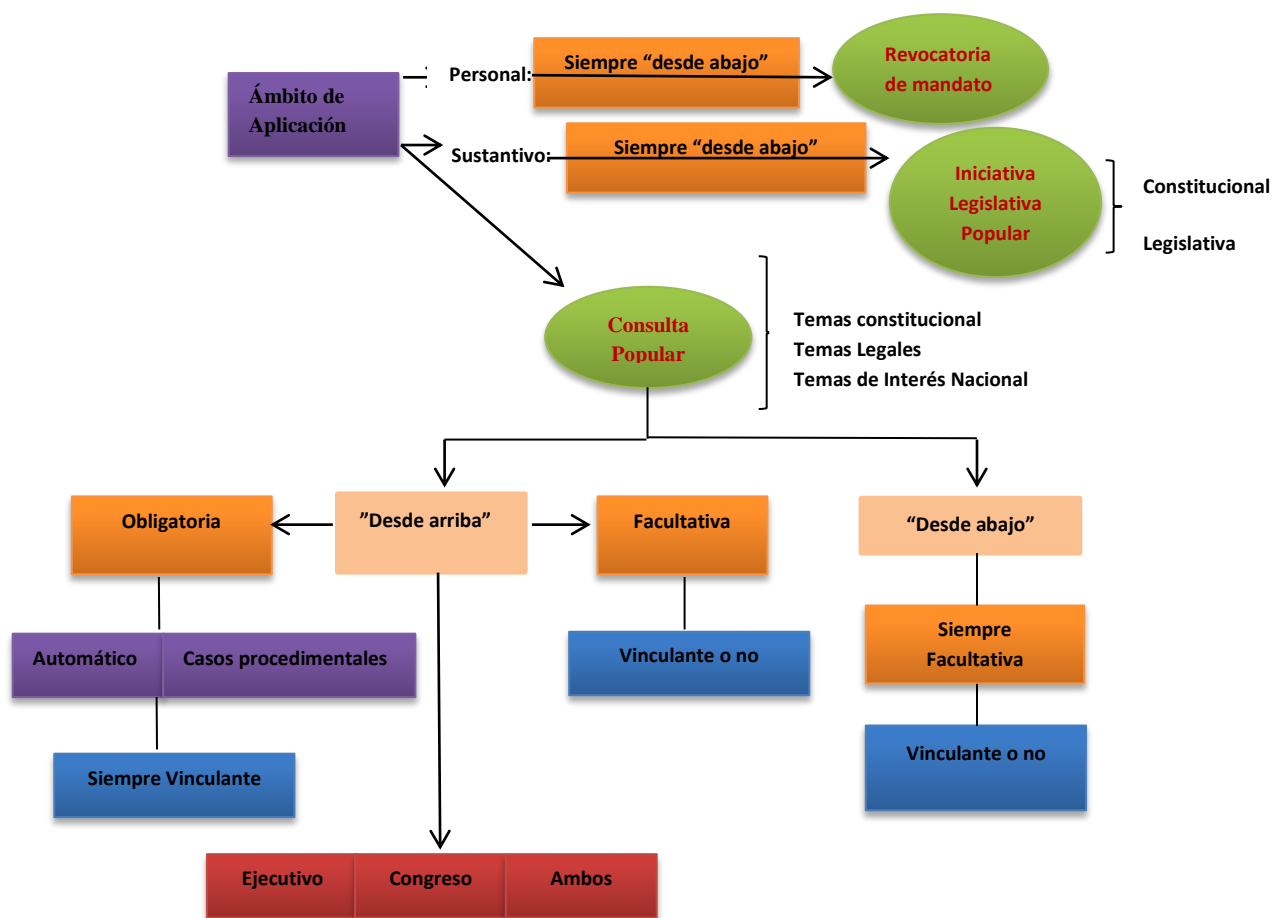 Personal:
Siempre “desde abajo”
Revocatoria
de mandato
Ámbito de
Aplicación
Sustantivo:
Siempre “desde abajo”
Iniciativa
Legislativa
Popular
Constitucional
Legislativa
Consulta
Popular
Temas constitucional
Temas Legales
Temas de Interés Nacional
Obligatoria
”Desde arriba”
Facultativa
“Desde abajo”
Automático
Casos procedimentales
Vinculante o no
Siempre
Facultativa
Siempre Vinculante
Vinculante o no
Ejecutivo
Congreso
Ambos